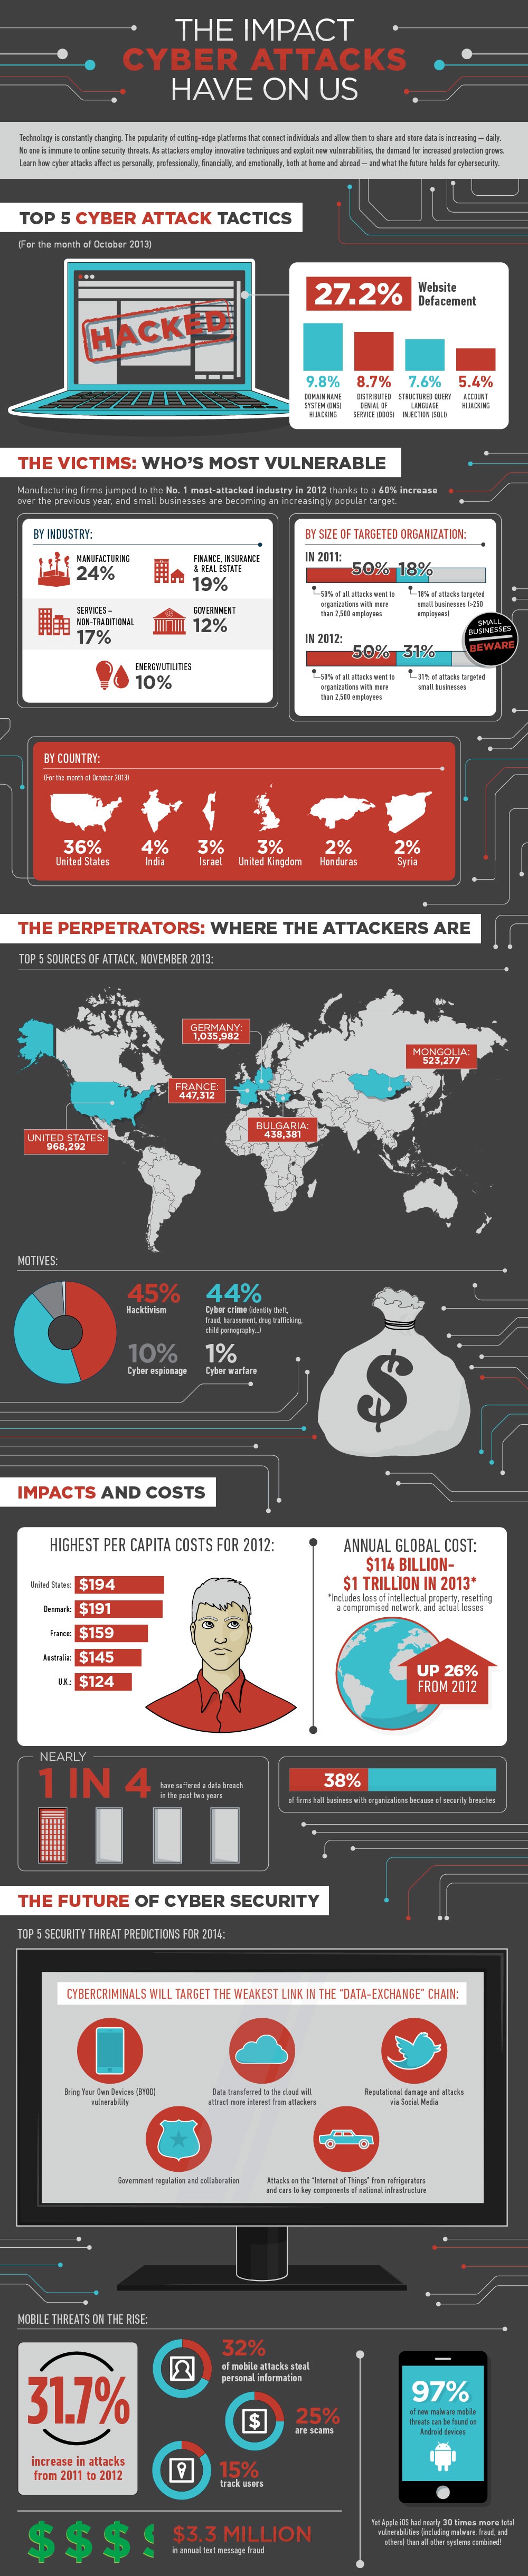 THE IMPACT
CYBER ATTACKS
HAVE ON US
Technology is constantly changing. The popularity of cutting-edge platforms that connect individuals and allow them to share and store data is increasing — daily.
No one is immune to online security threats. As attackers employ innovative techniques and exploit new vulnerabilities, the demand for increased protection grows.
Learn how cyber attacks affect us personally, professionally, financially, and emotionally, both at home and abroad — and what the future holds for cybersecurity.
TOP 5 CYBER ATTACK TACTICS
(For the month of October 2013)
HACKED
27.2%
Website
Defacement
9.8%
DOMAIN NAME
SYSTEM (DNS)
HIJACKING
8.7%
DISTRIBUTED
DENIAL OF
SERVICE (DDOS)
7.6%
STRUCTURED QUERY
LANGUAGE
INJECTION (SQLI)
5.4%
ACCOUNT
HIJACKING
THE VICTIMS: WHO'S MOST VULNERABLE
Manufacturing firms jumped to the No. 1 most-attacked industry in 2012 thanks to a 60% increase
over the previous year, and small businesses are becoming an increasingly popular target.
BY INDUSTRY:
MANUFACTURING
24%
FINANCE, INSURANCE
& REAL ESTATE
19%
SERVICES –
NON-TRADITIONAL
17%
GOVERNMENT
12%
ENERGY/UTILITIES
10%
BY SIZE OF TARGETED ORGANIZATION:
IN 2011:
50% 18%
50% of all attacks went to
organizations with more
than 2,500 employees
18% of attacks targeted
small businesses (>250
employees)
SMALL
BUSINESSES
BEWARE
IN 2012:
50% 31%
50% of all attacks went to
organizations with more
than 2,500 employees
31% of attacks targeted
small businesses
BY COUNTRY:
(For the month of October 2013)
36%
United States
4%
India
3%
Israel
3%
United Kingdom
2%
Honduras
2%
Syria
THE PERPETRATORS: WHERE THE ATTACKERS ARE
TOP 5 SOURCES OF ATTACK, NOVEMBER 2013:
GERMANY:
1,035,982
MONGOLIA:
523,277
FRANCE:
447,312
BULGARIA:
438,381
UNITED STATES:
968,292
MOTIVES:
45%
Hacktivism
44%
Cyber crime (identity theft,
fraud, harassment, drug trafficking,
child pornography...)
10%
Cyber espionage
1%
Cyber warfare
$
IMPACTS AND COSTS
HIGHEST PER CAPITA COSTS FOR 2012:
United States: $194
Denmark: $191
France: $159
Australia: $145
U.K.: $124
ANNUAL GLOBAL COST:
$114 BILLION-
$1 TRILLION IN 2013*
*Includes loss of intellectual property, resetting
a compromised network, and actual losses
UP 26%
FROM 2012
NEARLY
1 IN 4
have suffered a data breach
in the past two years
38%
of firms halt business with organizations because of security breaches
THE FUTURE OF CYBER SECURITY
TOP 5 SECURITY THREAT PREDICTIONS FOR 2014:
CYBERCRIMINALS WILL TARGET THE WEAKEST LINK IN THE “DATA-EXCHANGE” CHAIN:
Bring Your Own Devices (BYOD)
vulnerability
Data transferred to the cloud will
attract more interest from attackers
Reputational damage and attacks
via Social Media
Government regulation and collaboration
Attacks on the “Internet of Things” from refrigerators
and cars to key components of national infrastructure
MOBILE THREATS ON THE RISE:
31.7%
increase in attacks
from 2011 to 2012
32%
of mobile attacks steal
personal information
$
25%
are scams
15%
track users
97%
of new malware mobile
threats can be found on
Android devices
$ $ $ $
$3.3 MILLION
in annual text message fraud
Yet Apple iOS had nearly 30 times more total
vulnerabilities (including malware, fraud, and
others) than all other systems combined!